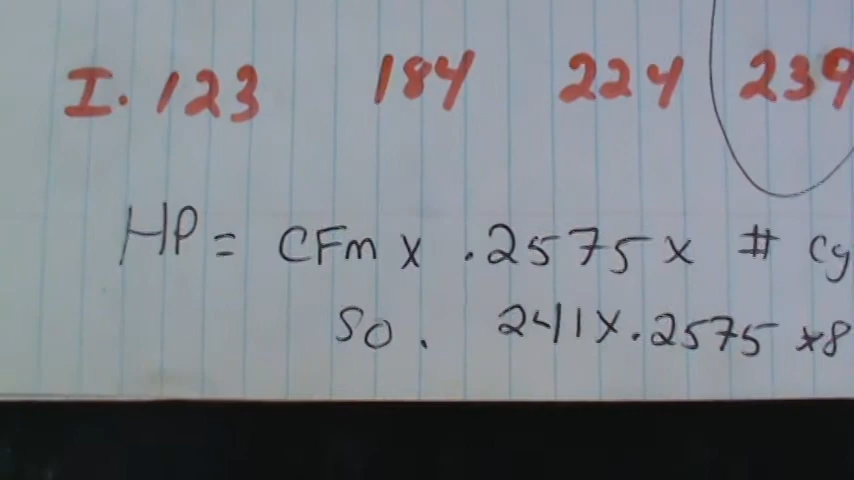 I. 123 184 224 239
HP = CFM X .2575 X # Cy
SO. 241 X .2575 * 8